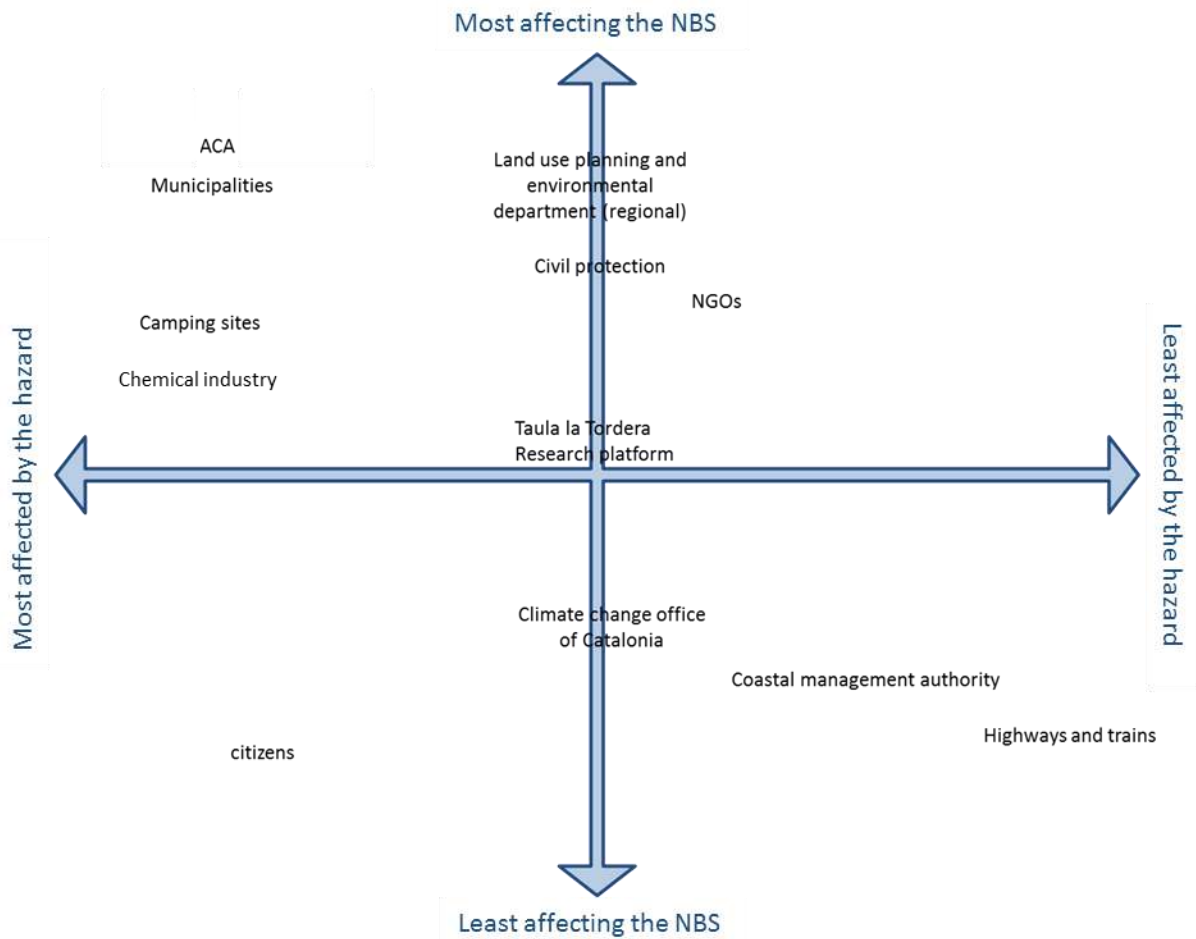 Most affecting the NBS
ACA
Municipalities
Land use planning and
environmental
department (regional)
Civil protection
NGOs
Camping sites
Chemical industry
Most affected by the hazard
Least affected by the hazard
Taula la Tordera
Research platform
Climate change office
of Catalonia
Coastal management authority
Highways and trains
citizens
Least affecting the NBS